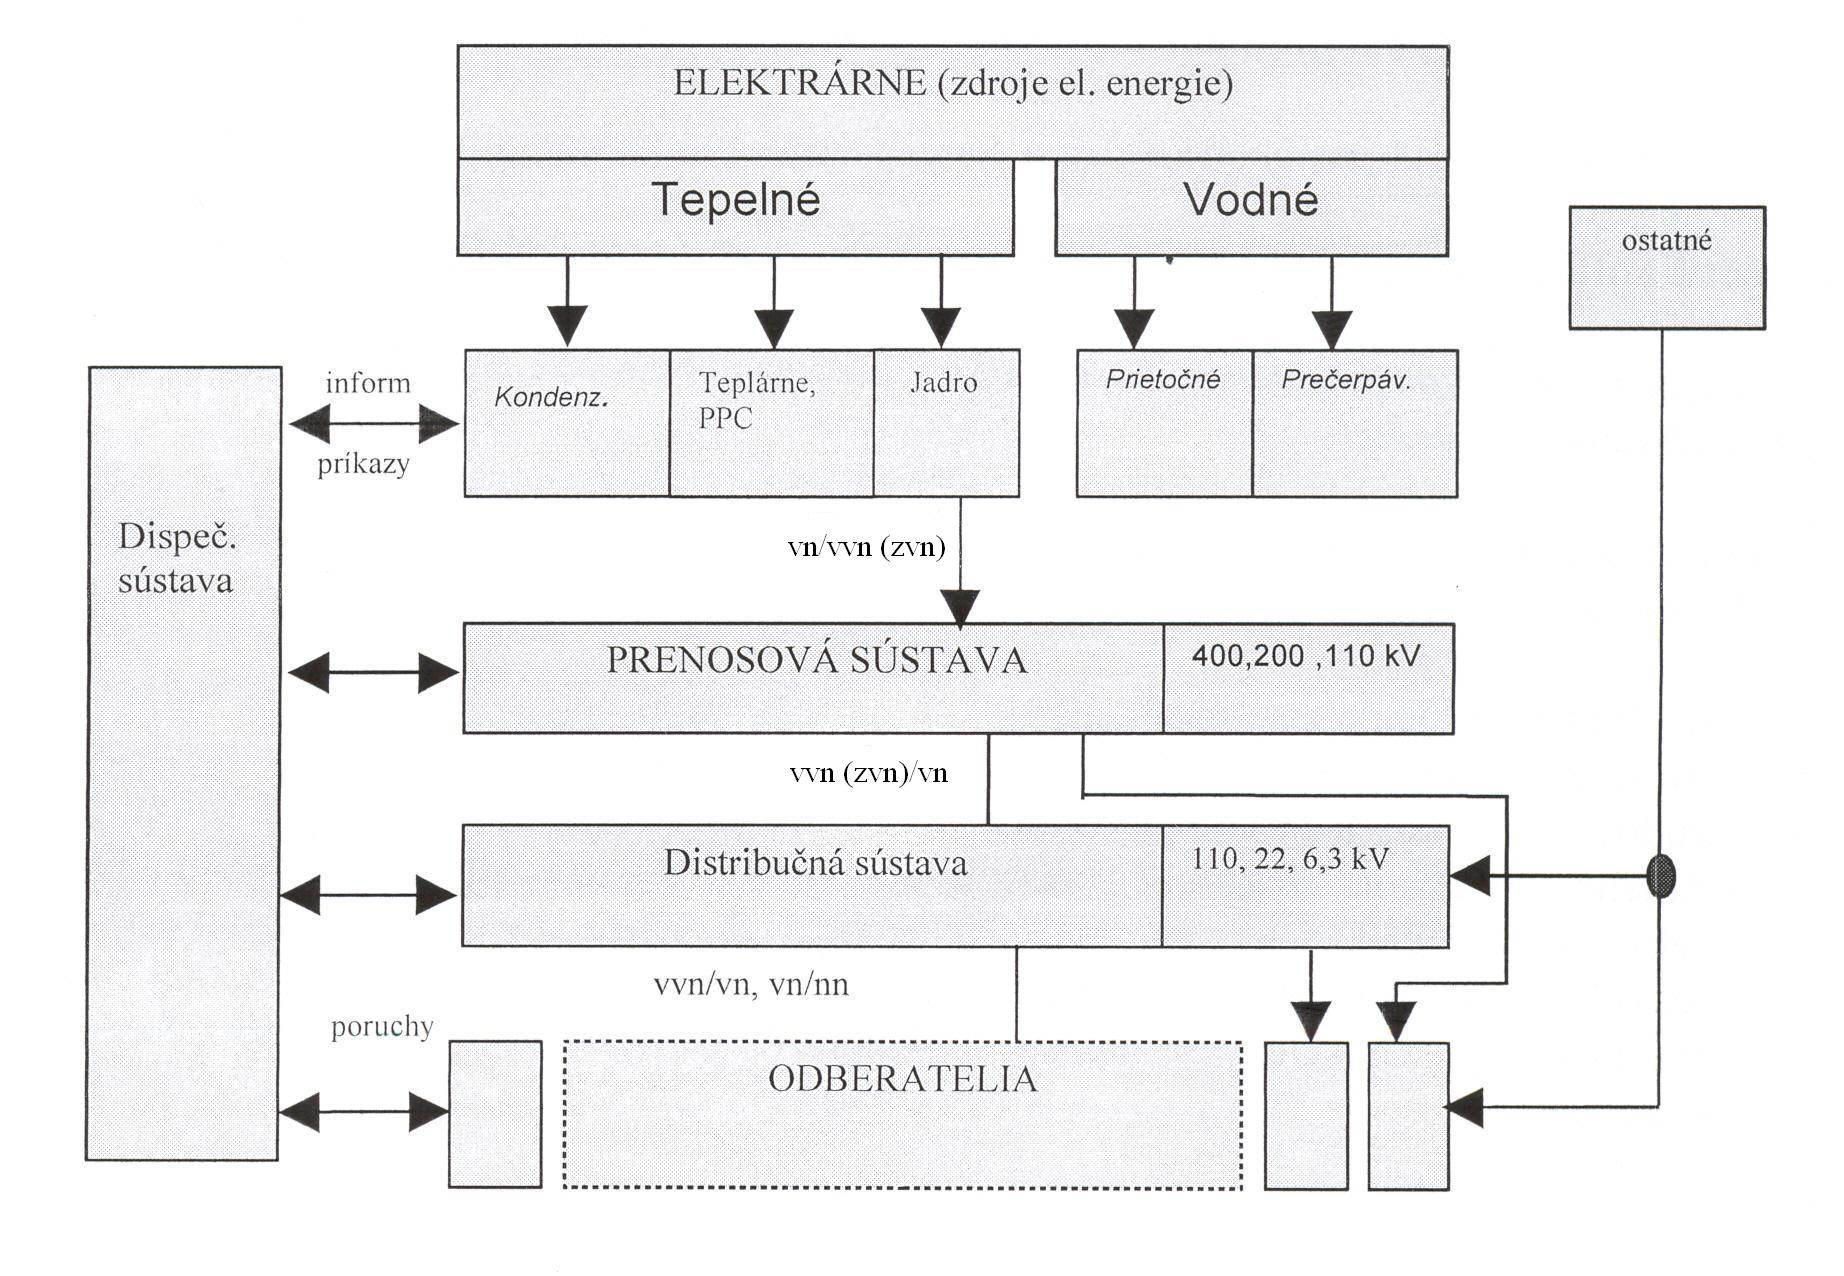 ELEKTRÁRNE (zdroje el. energie)
Tepelné
Vodné
ostatné
inform
príkazy
Kondenz.
Teplárne,
PPC
Jadro
Prietočné
Prečerpáv.
Dispeč.
sústava
vn/vvn (zvn)
PRENOSOVÁ SÚSTAVA
400,200 ,110 kV
vvn (zvn)/vn
Distribučná sústava
110, 22, 6,3 kV
vvn/vn, vn/nn
poruchy
ODBERATELIA